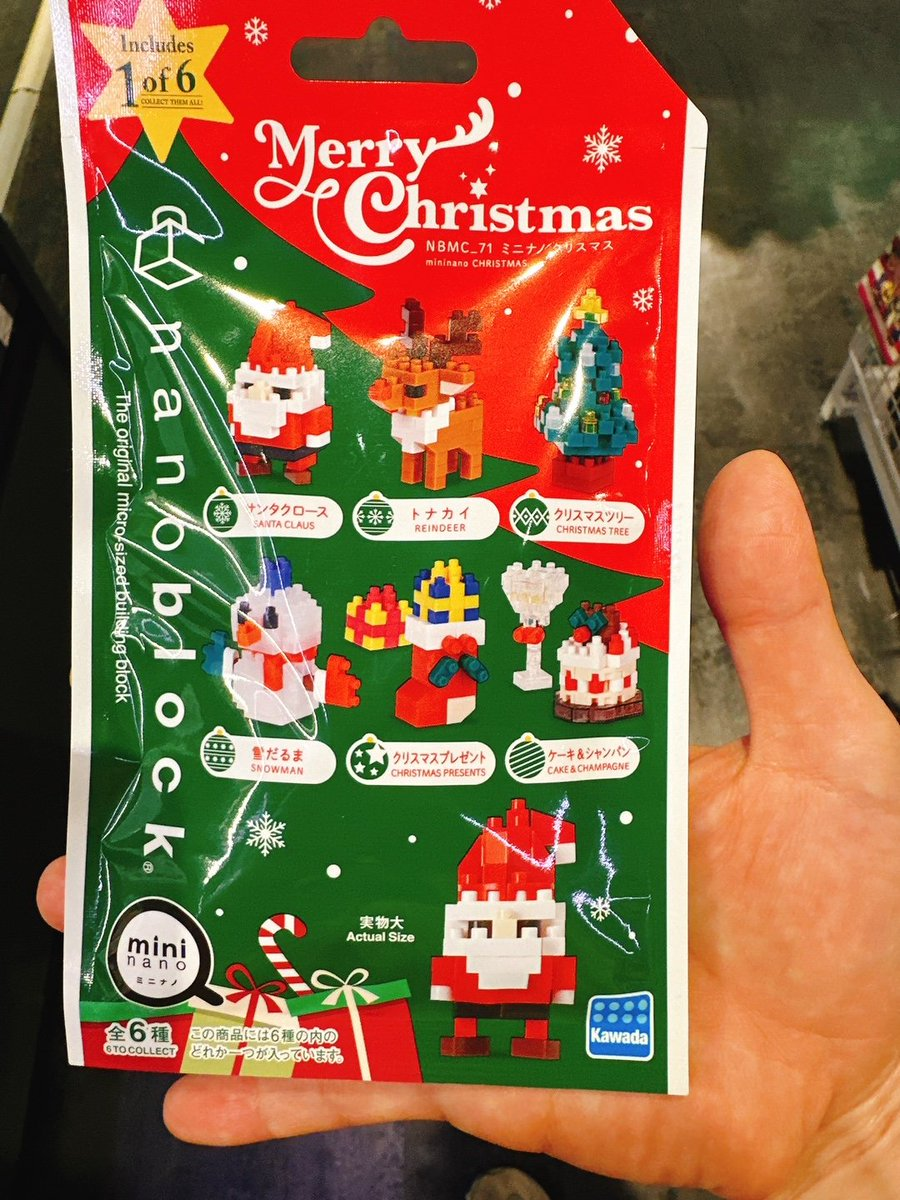 Includes
1 of 6
COLLECT THEM ALL!
Merry
Christmas
NBMC_71 ミニナノ クリスマス
mininano CHRISTMAS
nanoblock®
The original micro-sized building block
サンタクロース
SANTA CLAUS
トナカイ
REINDEER
クリスマスツリー
CHRISTMAS TREE
雪だるま
SNOWMAN
クリスマスプレゼント
CHRISTMAS PRESENTS
ケーキ&シャンパン
CAKE & CHAMPAGNE
実物大
Actual Size
mini
nano
ミニナノ
全6種
6 TO COLLECT
この商品には6種の内の
どれか一つが入っています。
Kawada